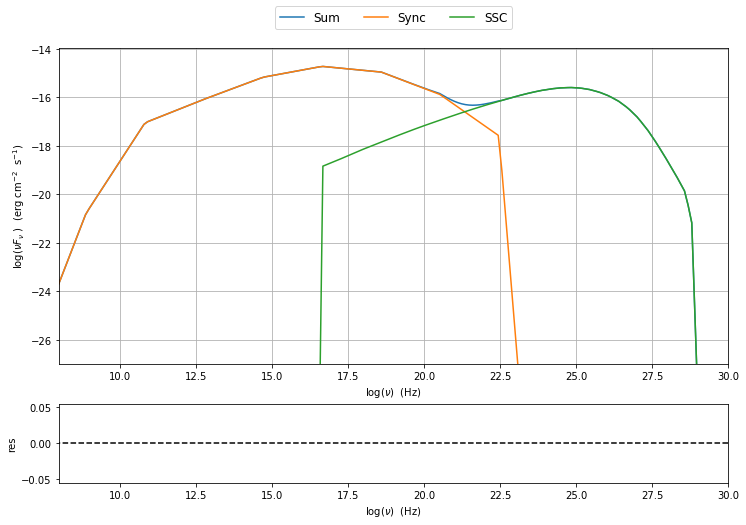 Sum Sync SSC
−14
−16
−18
−20
−22
−24
−26
log(νFν ) (erg cm⁻² s⁻¹)
10.0 12.5 15.0 17.5 20.0 22.5 25.0 27.5 30.0
log(ν) (Hz)
0.05
0.00
−0.05
res
10.0 12.5 15.0 17.5 20.0 22.5 25.0 27.5 30.0
log(ν) (Hz)